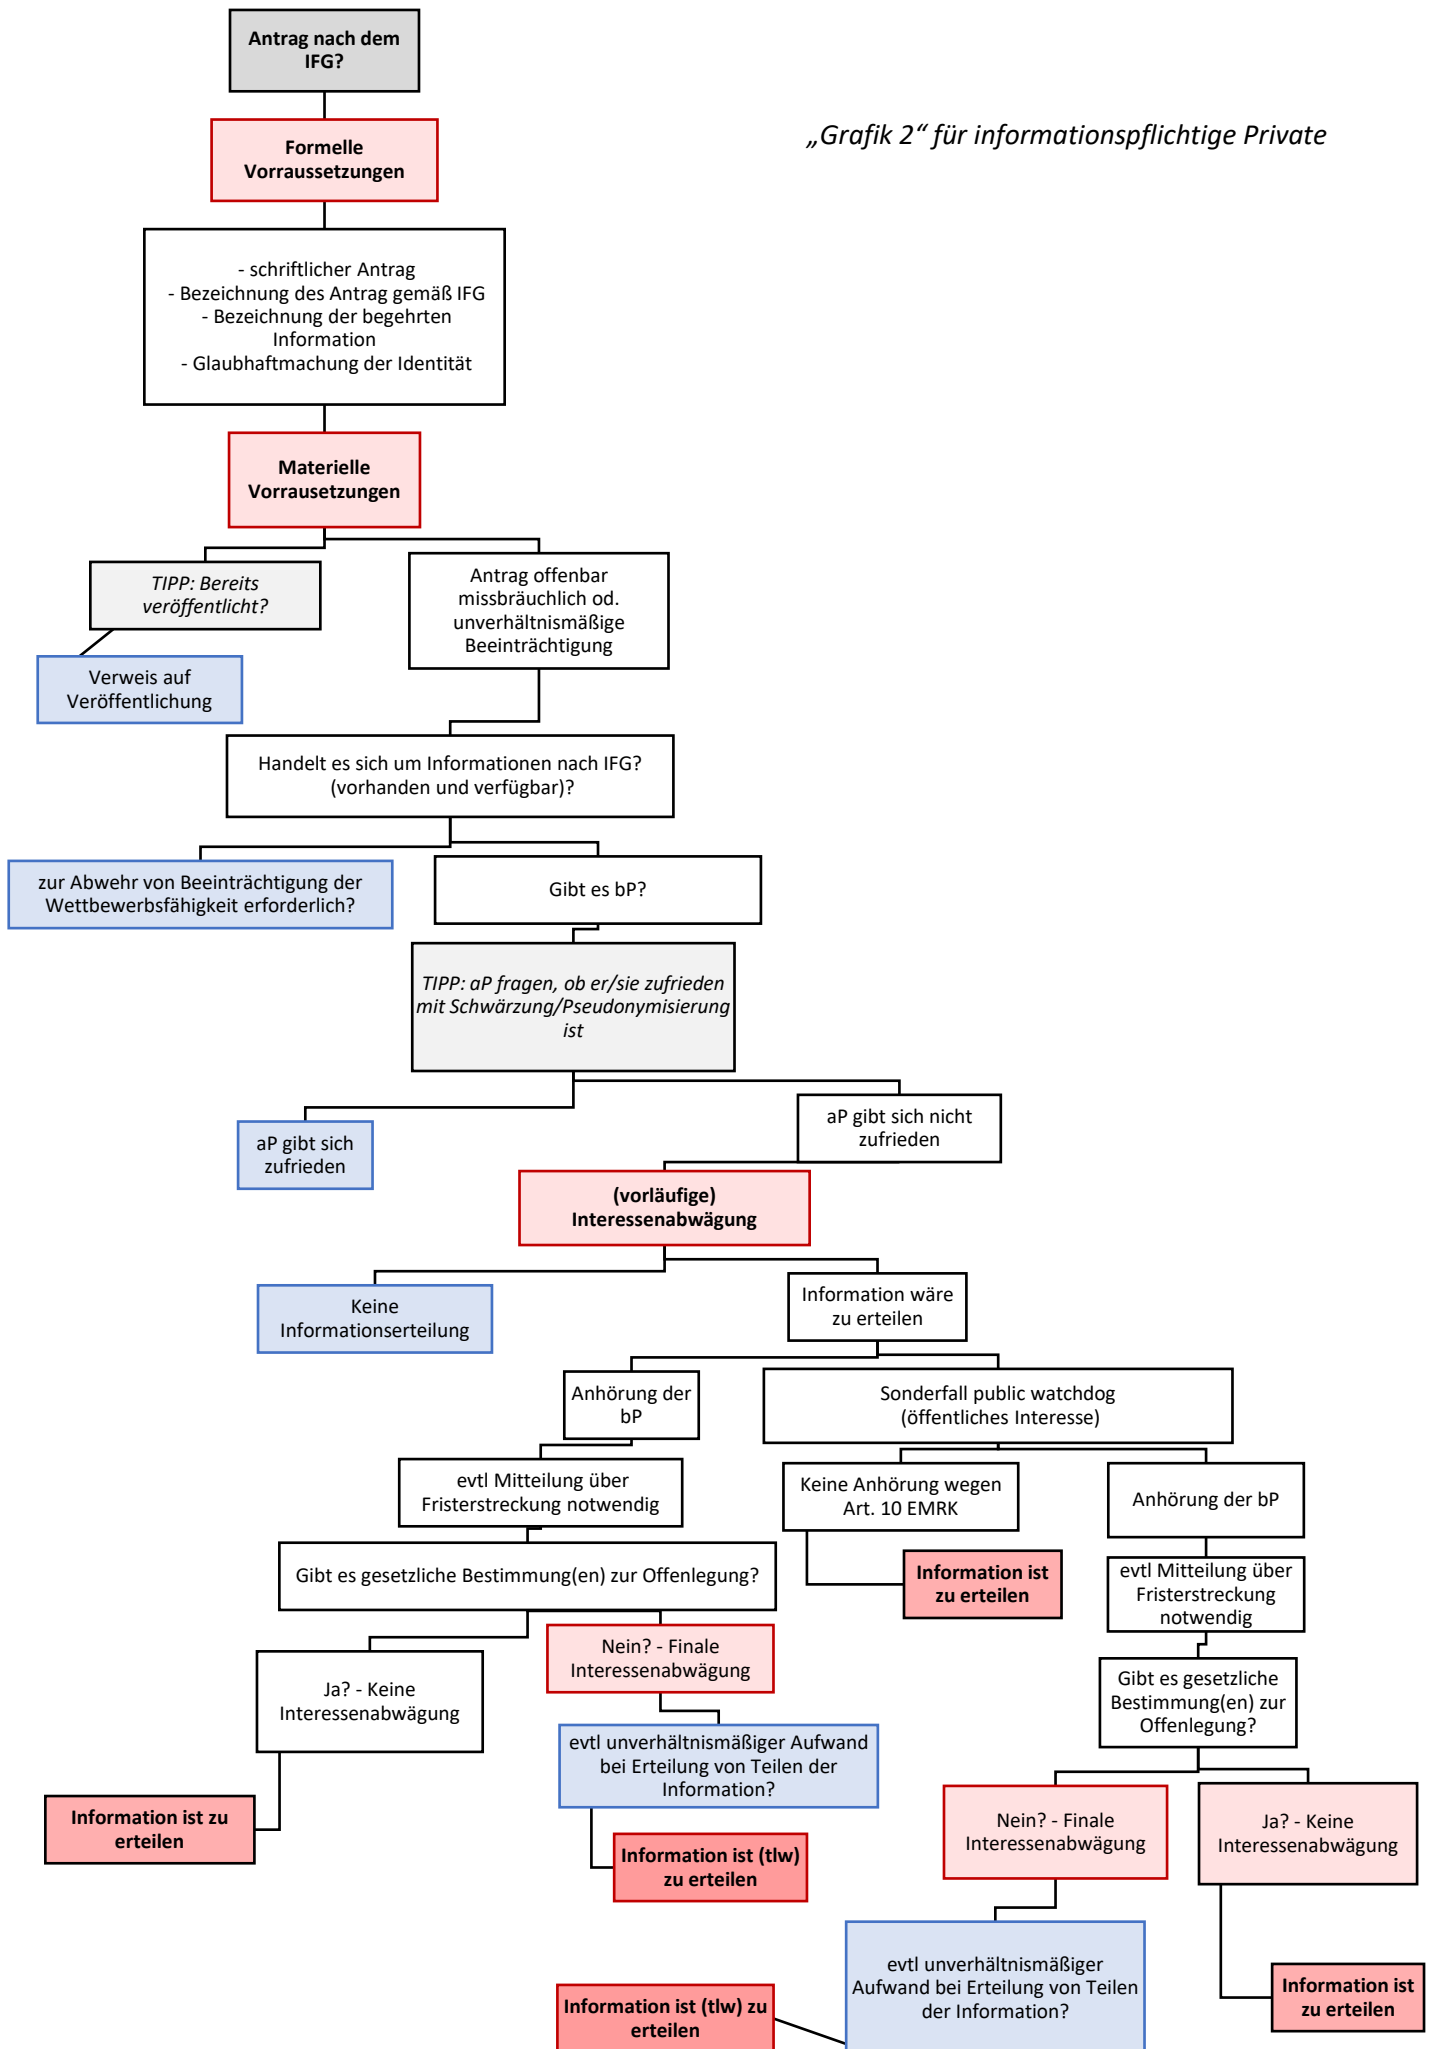 Antrag nach dem
IFG?
„Grafik 2“ für informationspflichtige Private
Formelle
Vorraussetzungen
- schriftlicher Antrag
- Bezeichnung des Antrag gemäß IFG
- Bezeichnung der begehrten
Information
- Glaubhaftmachung der Identität
Materielle
Vorrausetzungen
TIPP: Bereits
veröffentlicht?
Antrag offenbar
missbräuchlich od.
unverhältnismäßige
Beeinträchtigung
Verweis auf
Veröffentlichung
Handelt es sich um Informationen nach IFG?
(vorhanden und verfügbar)?
zur Abwehr von Beeinträchtigung der
Wettbewerbsfähigkeit erforderlich?
Gibt es bP?
TIPP: aP fragen, ob er/sie zufrieden
mit Schwärzung/Pseudonymisierung
ist
aP gibt sich
zufrieden
aP gibt sich nicht
zufrieden
(vorläufige)
Interessenabwägung
Keine
Informationserteilung
Information wäre
zu erteilen
Anhörung der
bP
Sonderfall public watchdog
(öffentliches Interesse)
evtl Mitteilung über
Fristerstreckung notwendig
Keine Anhörung wegen
Art. 10 EMRK
Anhörung der bP
Gibt es gesetzliche Bestimmung(en) zur Offenlegung?
Information ist
zu erteilen
evtl Mitteilung über
Fristerstreckung
notwendig
Ja? - Keine
Interessenabwägung
Nein? - Finale
Interessenabwägung
Gibt es gesetzliche
Bestimmung(en) zur
Offenlegung?
evtl unverhältnismäßiger Aufwand
bei Erteilung von Teilen der
Information?
Information ist zu
erteilen
Nein? - Finale
Interessenabwägung
Ja? - Keine
Interessenabwägung
Information ist (tlw)
zu erteilen
evtl unverhältnismäßiger
Aufwand bei Erteilung von Teilen
der Information?
Information ist
zu erteilen
Information ist (tlw) zu
erteilen